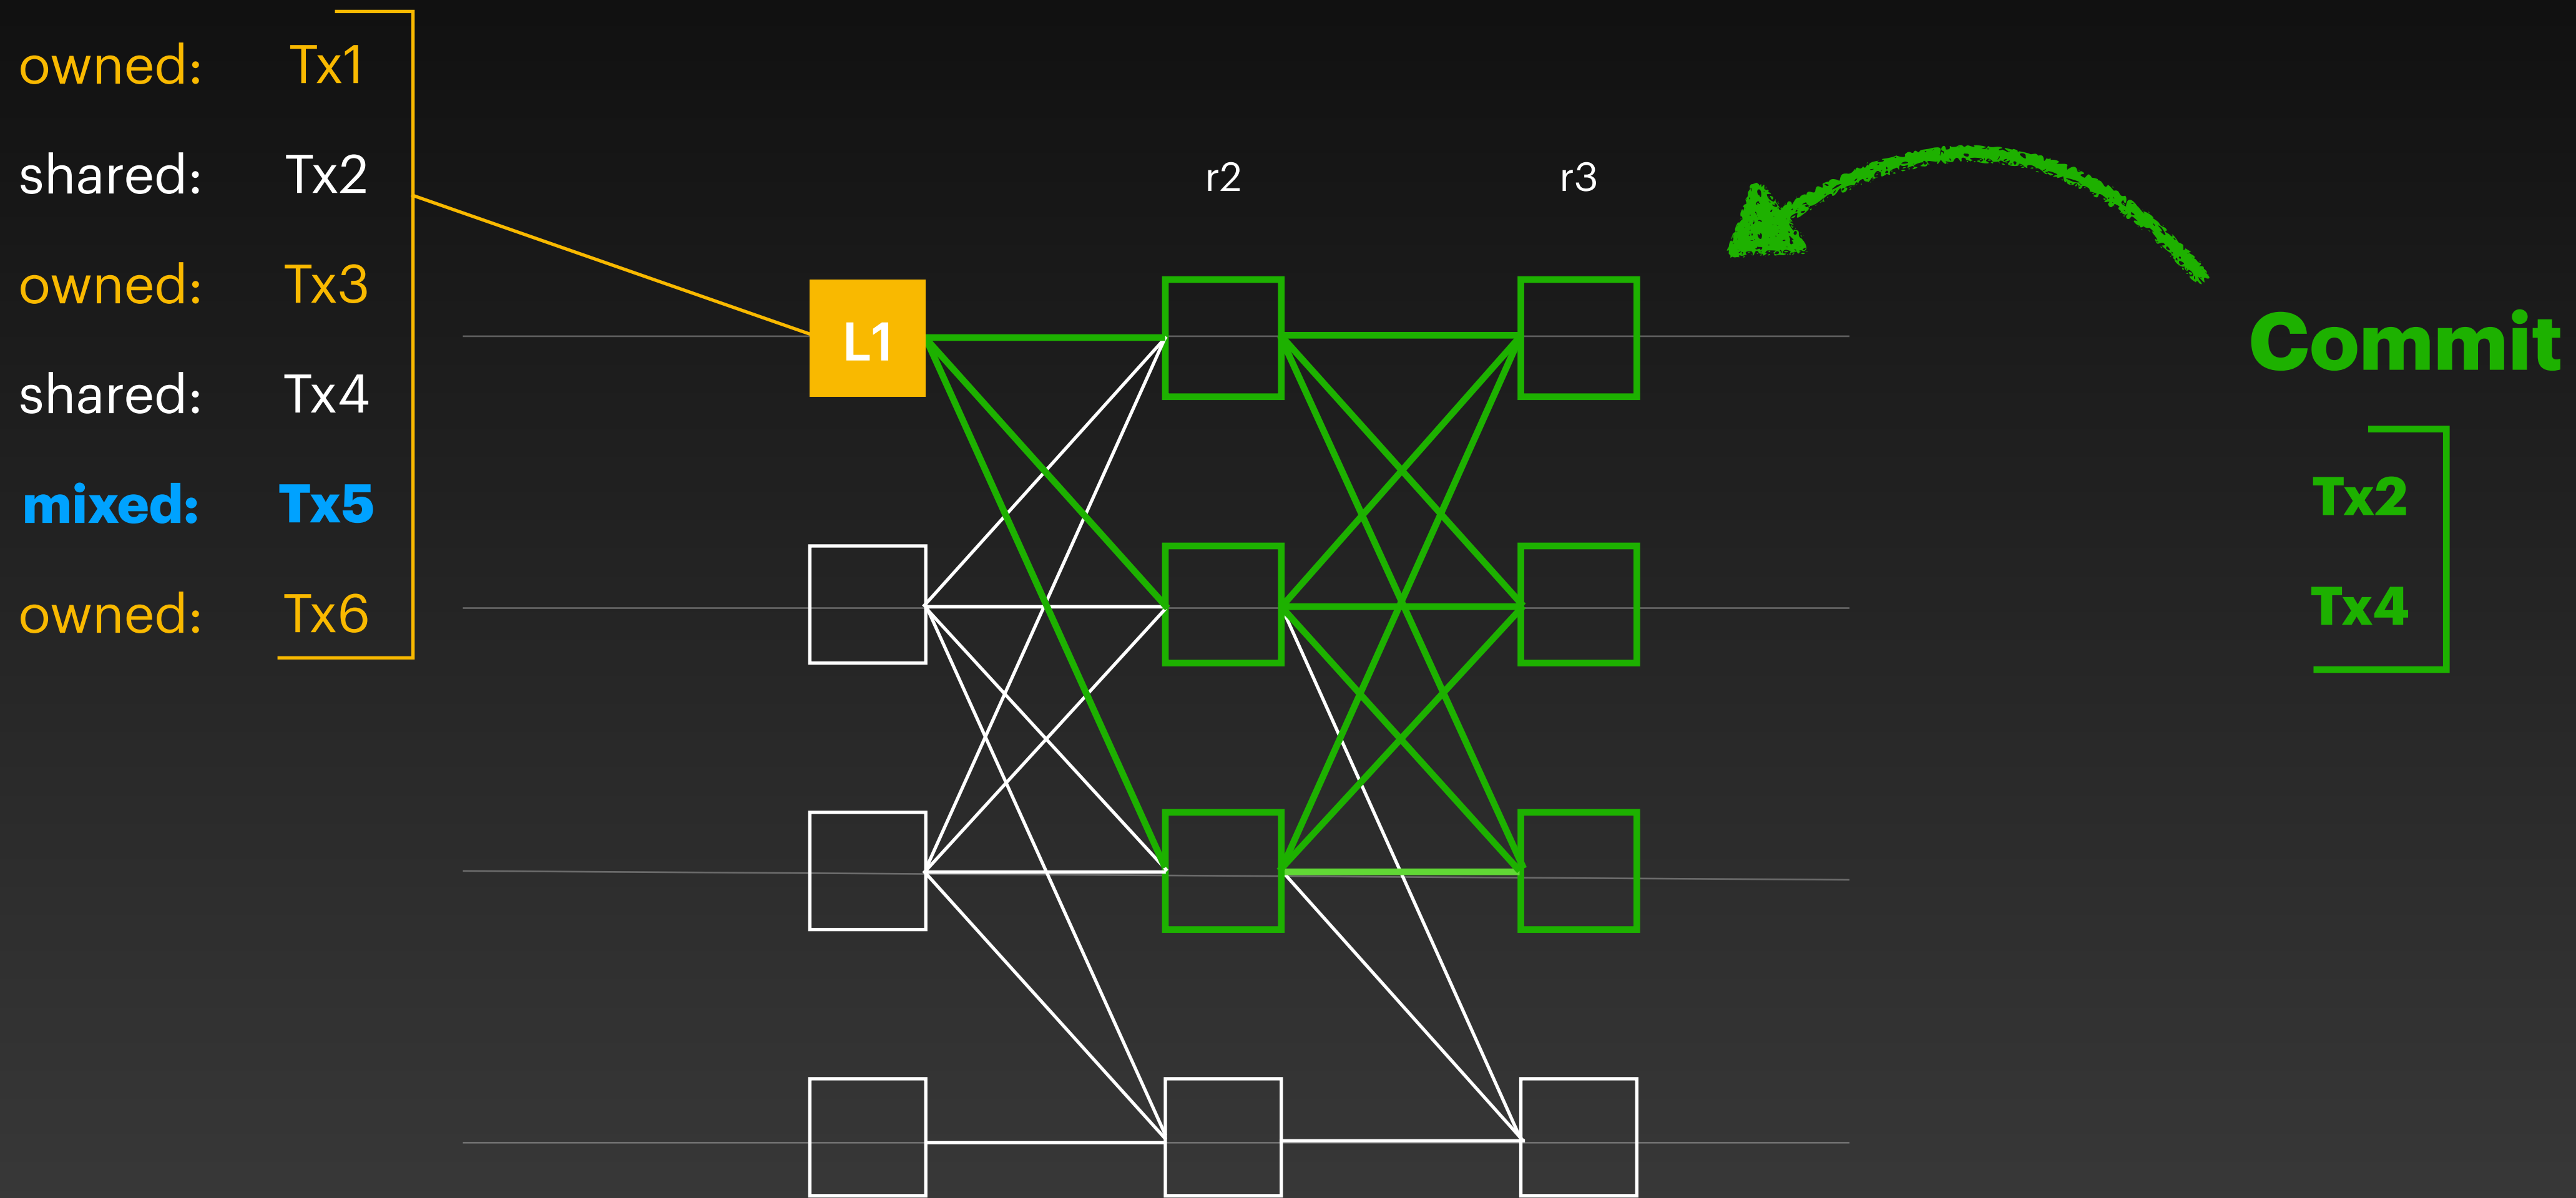 owned: Tx1
shared: Tx2
owned: Tx3
shared: Tx4
mixed: Tx5
owned: Tx6
r2
r3
L1
Commit
Tx2
Tx4